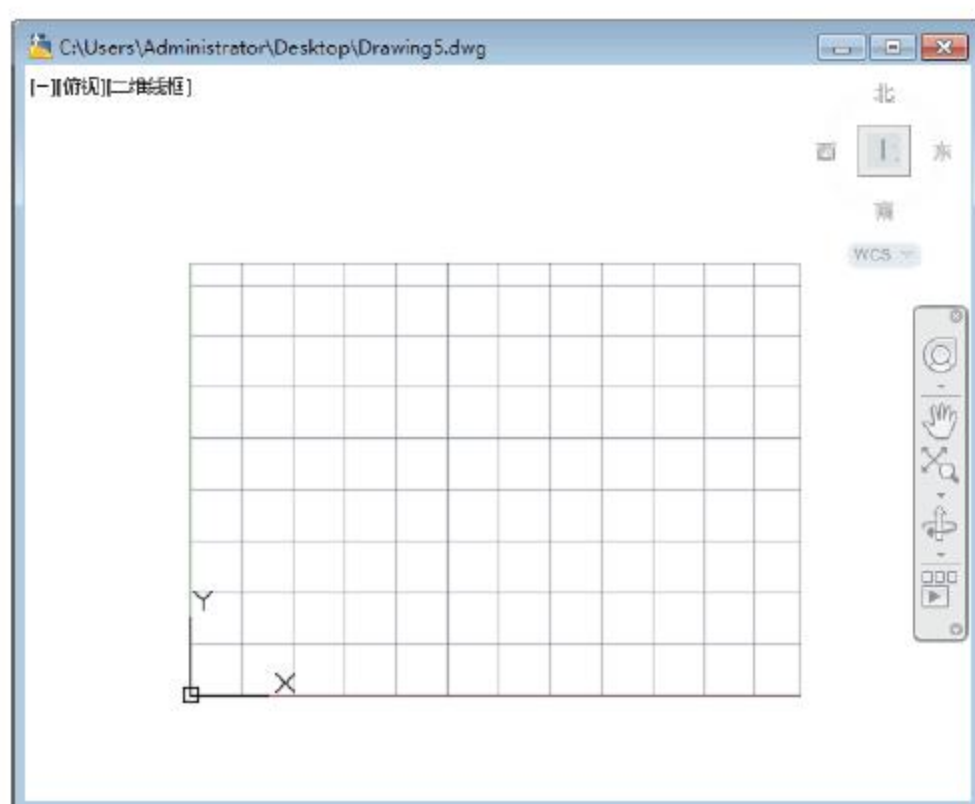 C:\Users\Administrator\Desktop\Drawing5.dwg
[-][俯视][二维线框]
北
西
东
南
WCS
Y
X